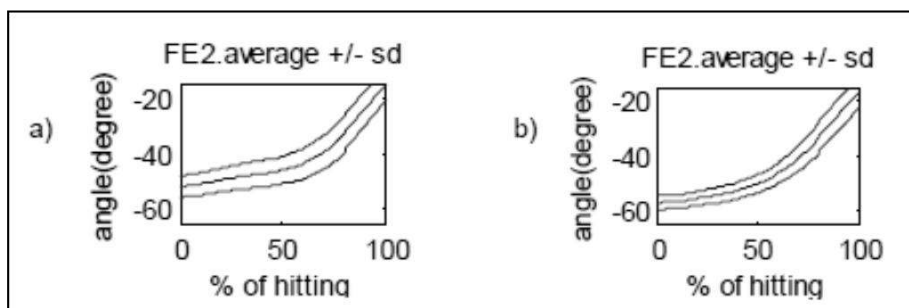 a)
FE2.average +/- sd
angle(degree)
-20
-40
-60
0 50 100
% of hitting
b)
FE2.average +/- sd
angle(degree)
-20
-40
-60
0 50 100
% of hitting